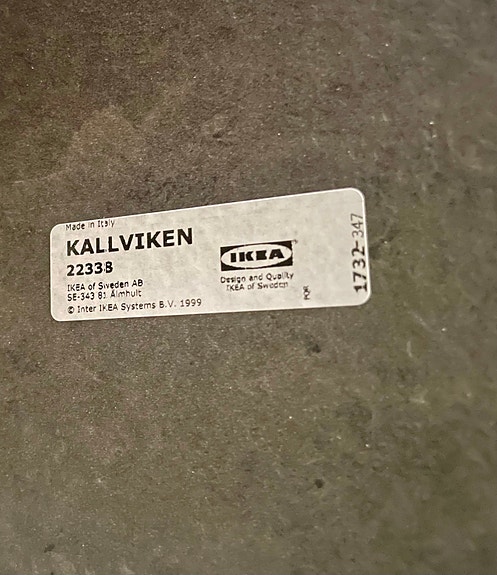 Made in Italy
KALLVIKEN
22338
IKEA of Sweden AB
SE-343 81 Älmhult
© Inter IKEA Systems B.V. 1999
IKEA®
Design and Quality
IKEA of Sweden
PQR
1732-347